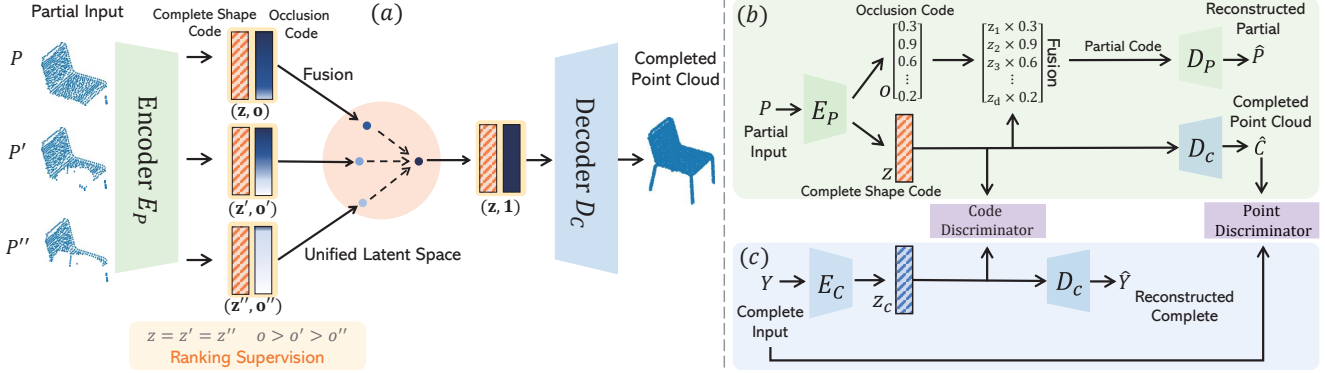 Partial Input
Complete Shape
Code
Occlusion
Code
(a)
P
(z, o)
Fusion
Encoder E_P
P′
(z′, o′)
P′′
(z′′, o′′)
Unified Latent Space
(z, 1)
Decoder D_C
Completed
Point Cloud
z = z′ = z′′ o > o′ > o′′
Ranking Supervision
(b)
Occlusion Code
0.3
0.9
0.6
⋮
0.2
O
z₁ × 0.3
z₂ × 0.9
z₃ × 0.6
⋮
z_d × 0.2
Fusion
Partial Code
D_P
Reconstructed
Partial
P̂
P
Partial
Input
E_P
Z
Complete Shape Code
D_C
Completed
Point Cloud
Ĉ
Code
Discriminator
Point
Discriminator
(c)
Y
Complete
Input
E_C
Z_C
D_C
Ŷ
Reconstructed
Complete